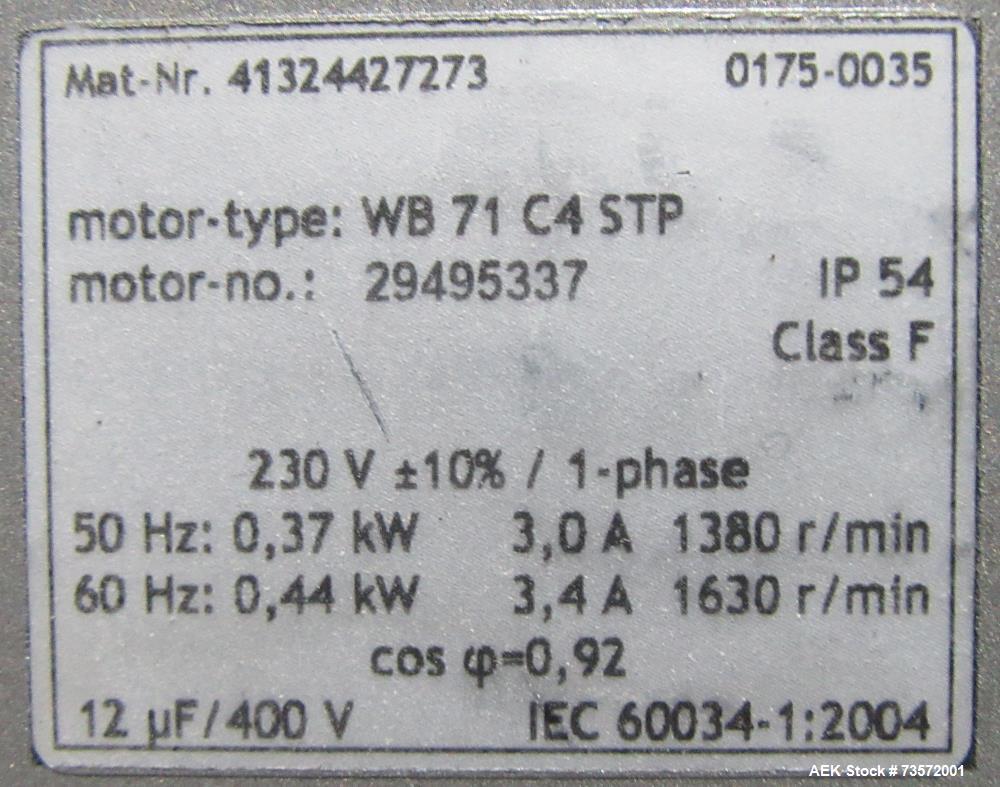 Mat-Nr. 41324427273 0175-0035
motor-type: WB 71 C4 STP
motor-no.: 29495337 IP 54
Class F
230 V ±10% / 1-phase
50 Hz: 0,37 kW 3,0 A 1380 r/min
60 Hz: 0,44 kW 3,4 A 1630 r/min
cos φ=0,92
12 µF/400 V IEC 60034-1:2004
AEK-Stock # 73572001